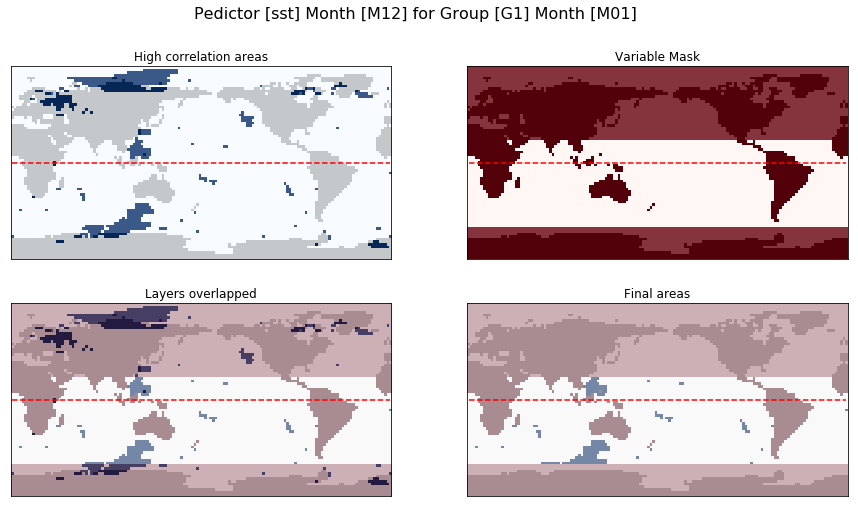 Pedictor [sst] Month [M12] for Group [G1] Month [M01]
High correlation areas
Variable Mask
Layers overlapped
Final areas